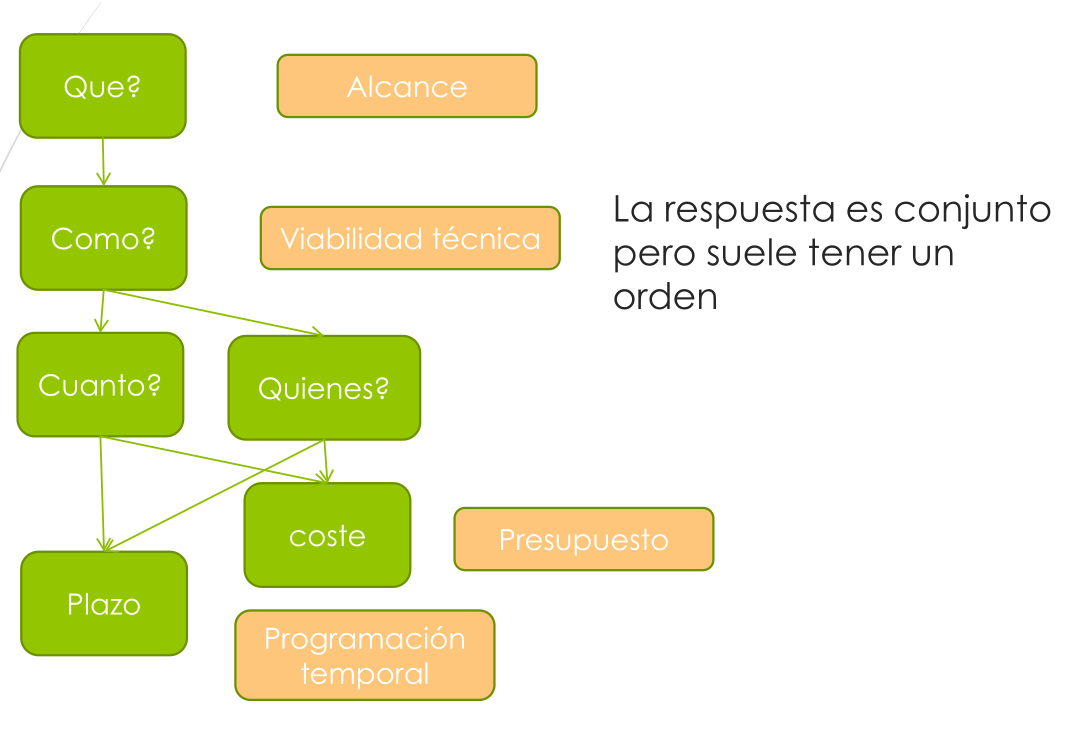 Que?
Alcance
Como?
Viabilidad técnica
La respuesta es conjunto
pero suele tener un
orden
Cuanto?
Quienes?
coste
Presupuesto
Plazo
Programación
temporal